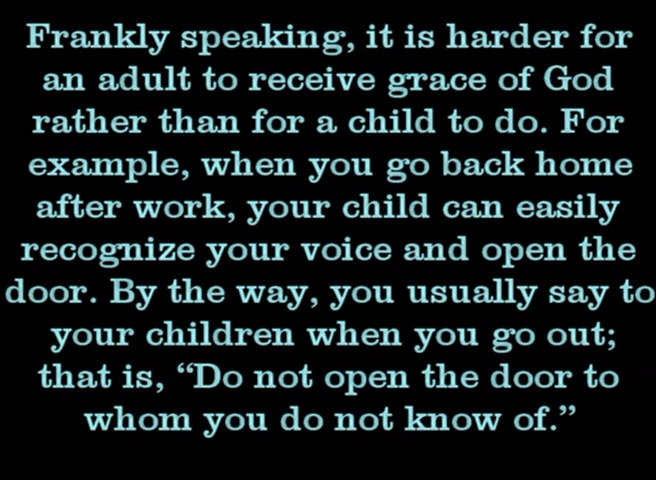 Frankly speaking, it is harder for
an adult to receive grace of God
rather than for a child to do. For
example, when you go back home
after work, your child can easily
recognize your voice and open the
door. By the way, you usually say to
your children when you go out;
that is, “Do not open the door to
whom you do not know of.”